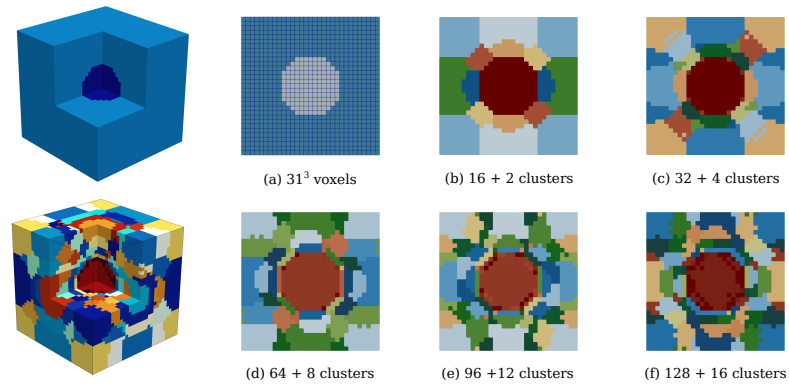 (a) 31³ voxels
(b) 16 + 2 clusters
(c) 32 + 4 clusters
(d) 64 + 8 clusters
(e) 96 +12 clusters
(f) 128 + 16 clusters